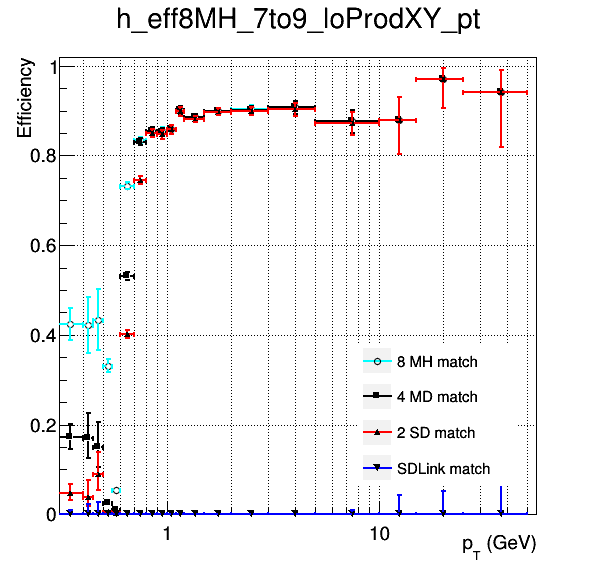 h_eff8MH_7to9_loProdXY_pt
Efficiency
1
0.8
0.6
0.4
0.2
0
8 MH match
4 MD match
2 SD match
SDLink match
1
10
p_T (GeV)